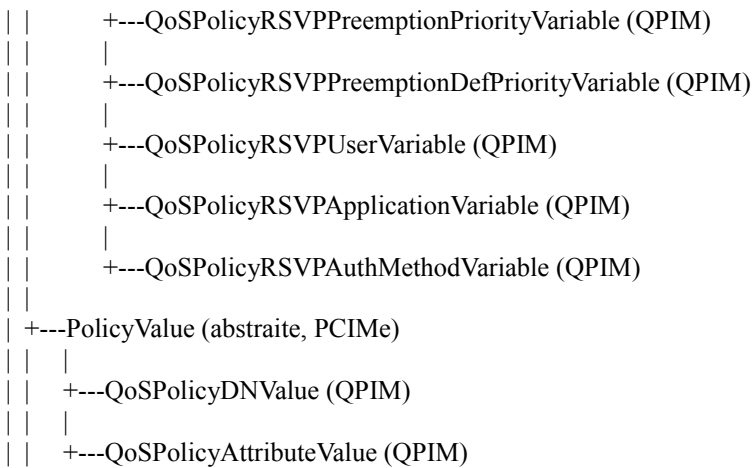 | |        +---QoSPolicyRSVPPreemptionPriorityVariable (QPIM)
| |        |
| |        +---QoSPolicyRSVPPreemptionDefPriorityVariable (QPIM)
| |        |
| |        +---QoSPolicyRSVPUserVariable (QPIM)
| |        |
| |        +---QoSPolicyRSVPApplicationVariable (QPIM)
| |        |
| |        +---QoSPolicyRSVPAuthMethodVariable (QPIM)
| |
| +---PolicyValue (abstraite, PCIMe)
| |    |
| |    +---QoSPolicyDNValue (QPIM)
| |    |
| |    +---QoSPolicyAttributeValue (QPIM)